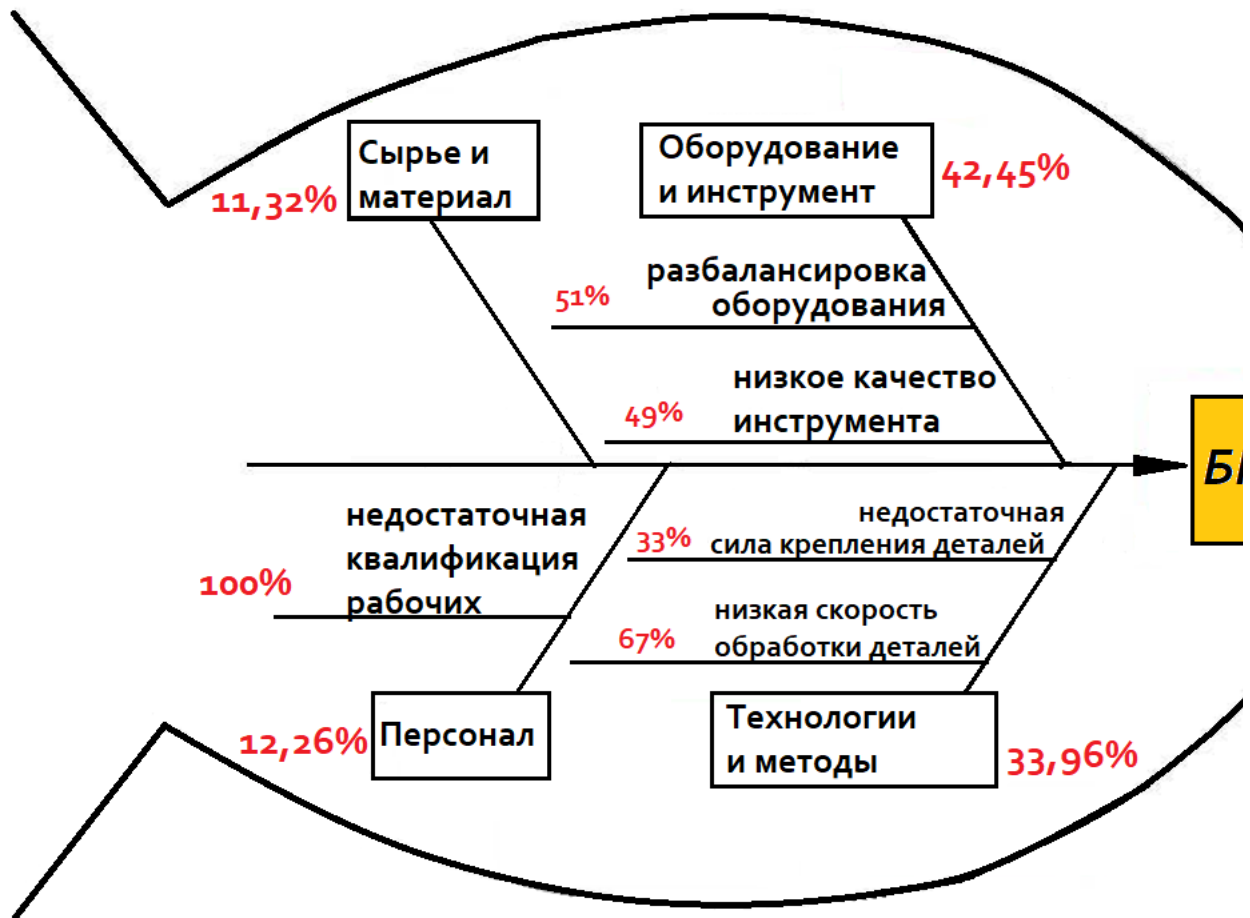 Сырье и
материал
11,32%
Оборудование
и инструмент
42,45%
разбалансировка
оборудования
51%
низкое качество
инструмента
49%
недостаточная
квалификация
рабочих
100%
недостаточная
сила крепления деталей
33%
низкая скорость
обработки деталей
67%
Персонал
12,26%
Технологии
и методы
33,96%